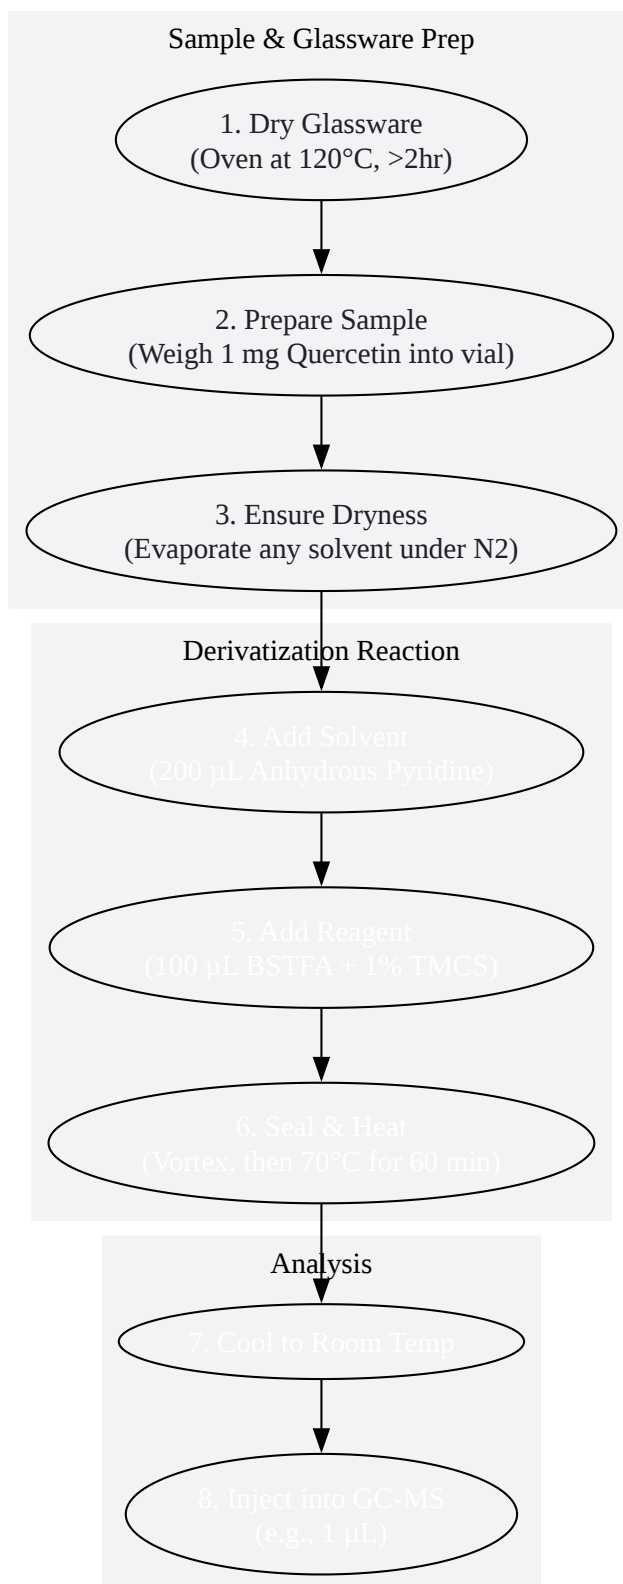 Sample & Glassware Prep
1. Dry Glassware
(Oven at 120°C, >2hr)
2. Prepare Sample
(Weigh 1 mg Quercetin into vial)
3. Ensure Dryness
(Evaporate any solvent under N2)
Derivatization Reaction
4. Add Solvent
(200 µL Anhydrous Pyridine)
5. Add Reagent
(100 µL BSTFA + 1% TMCS)
6. Seal & Heat
(Vortex, then 70°C for 60 min)
Analysis
7. Cool to Room Temp
8. Inject into GC-MS
(e.g., 1 µL)